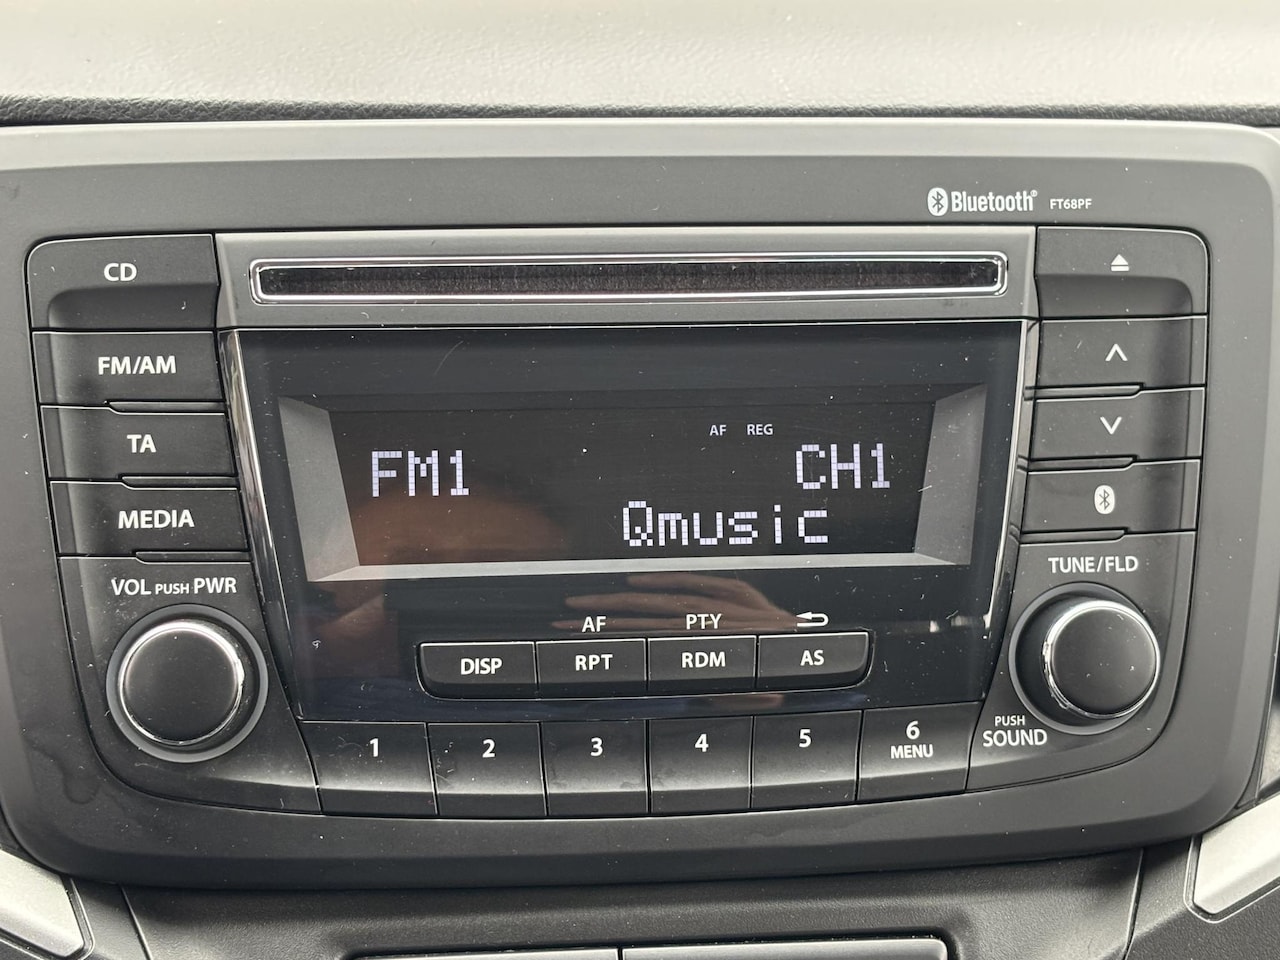 Bluetooth® FT68PF
CD
FM/AM
TA
MEDIA
VOL PUSH PWR
AF REG
FM1 CH1
Qmusic
TUNE/FLD
AF PTY
DISP RPT RDM AS
1 2 3 4 5 6
MENU
PUSH
SOUND